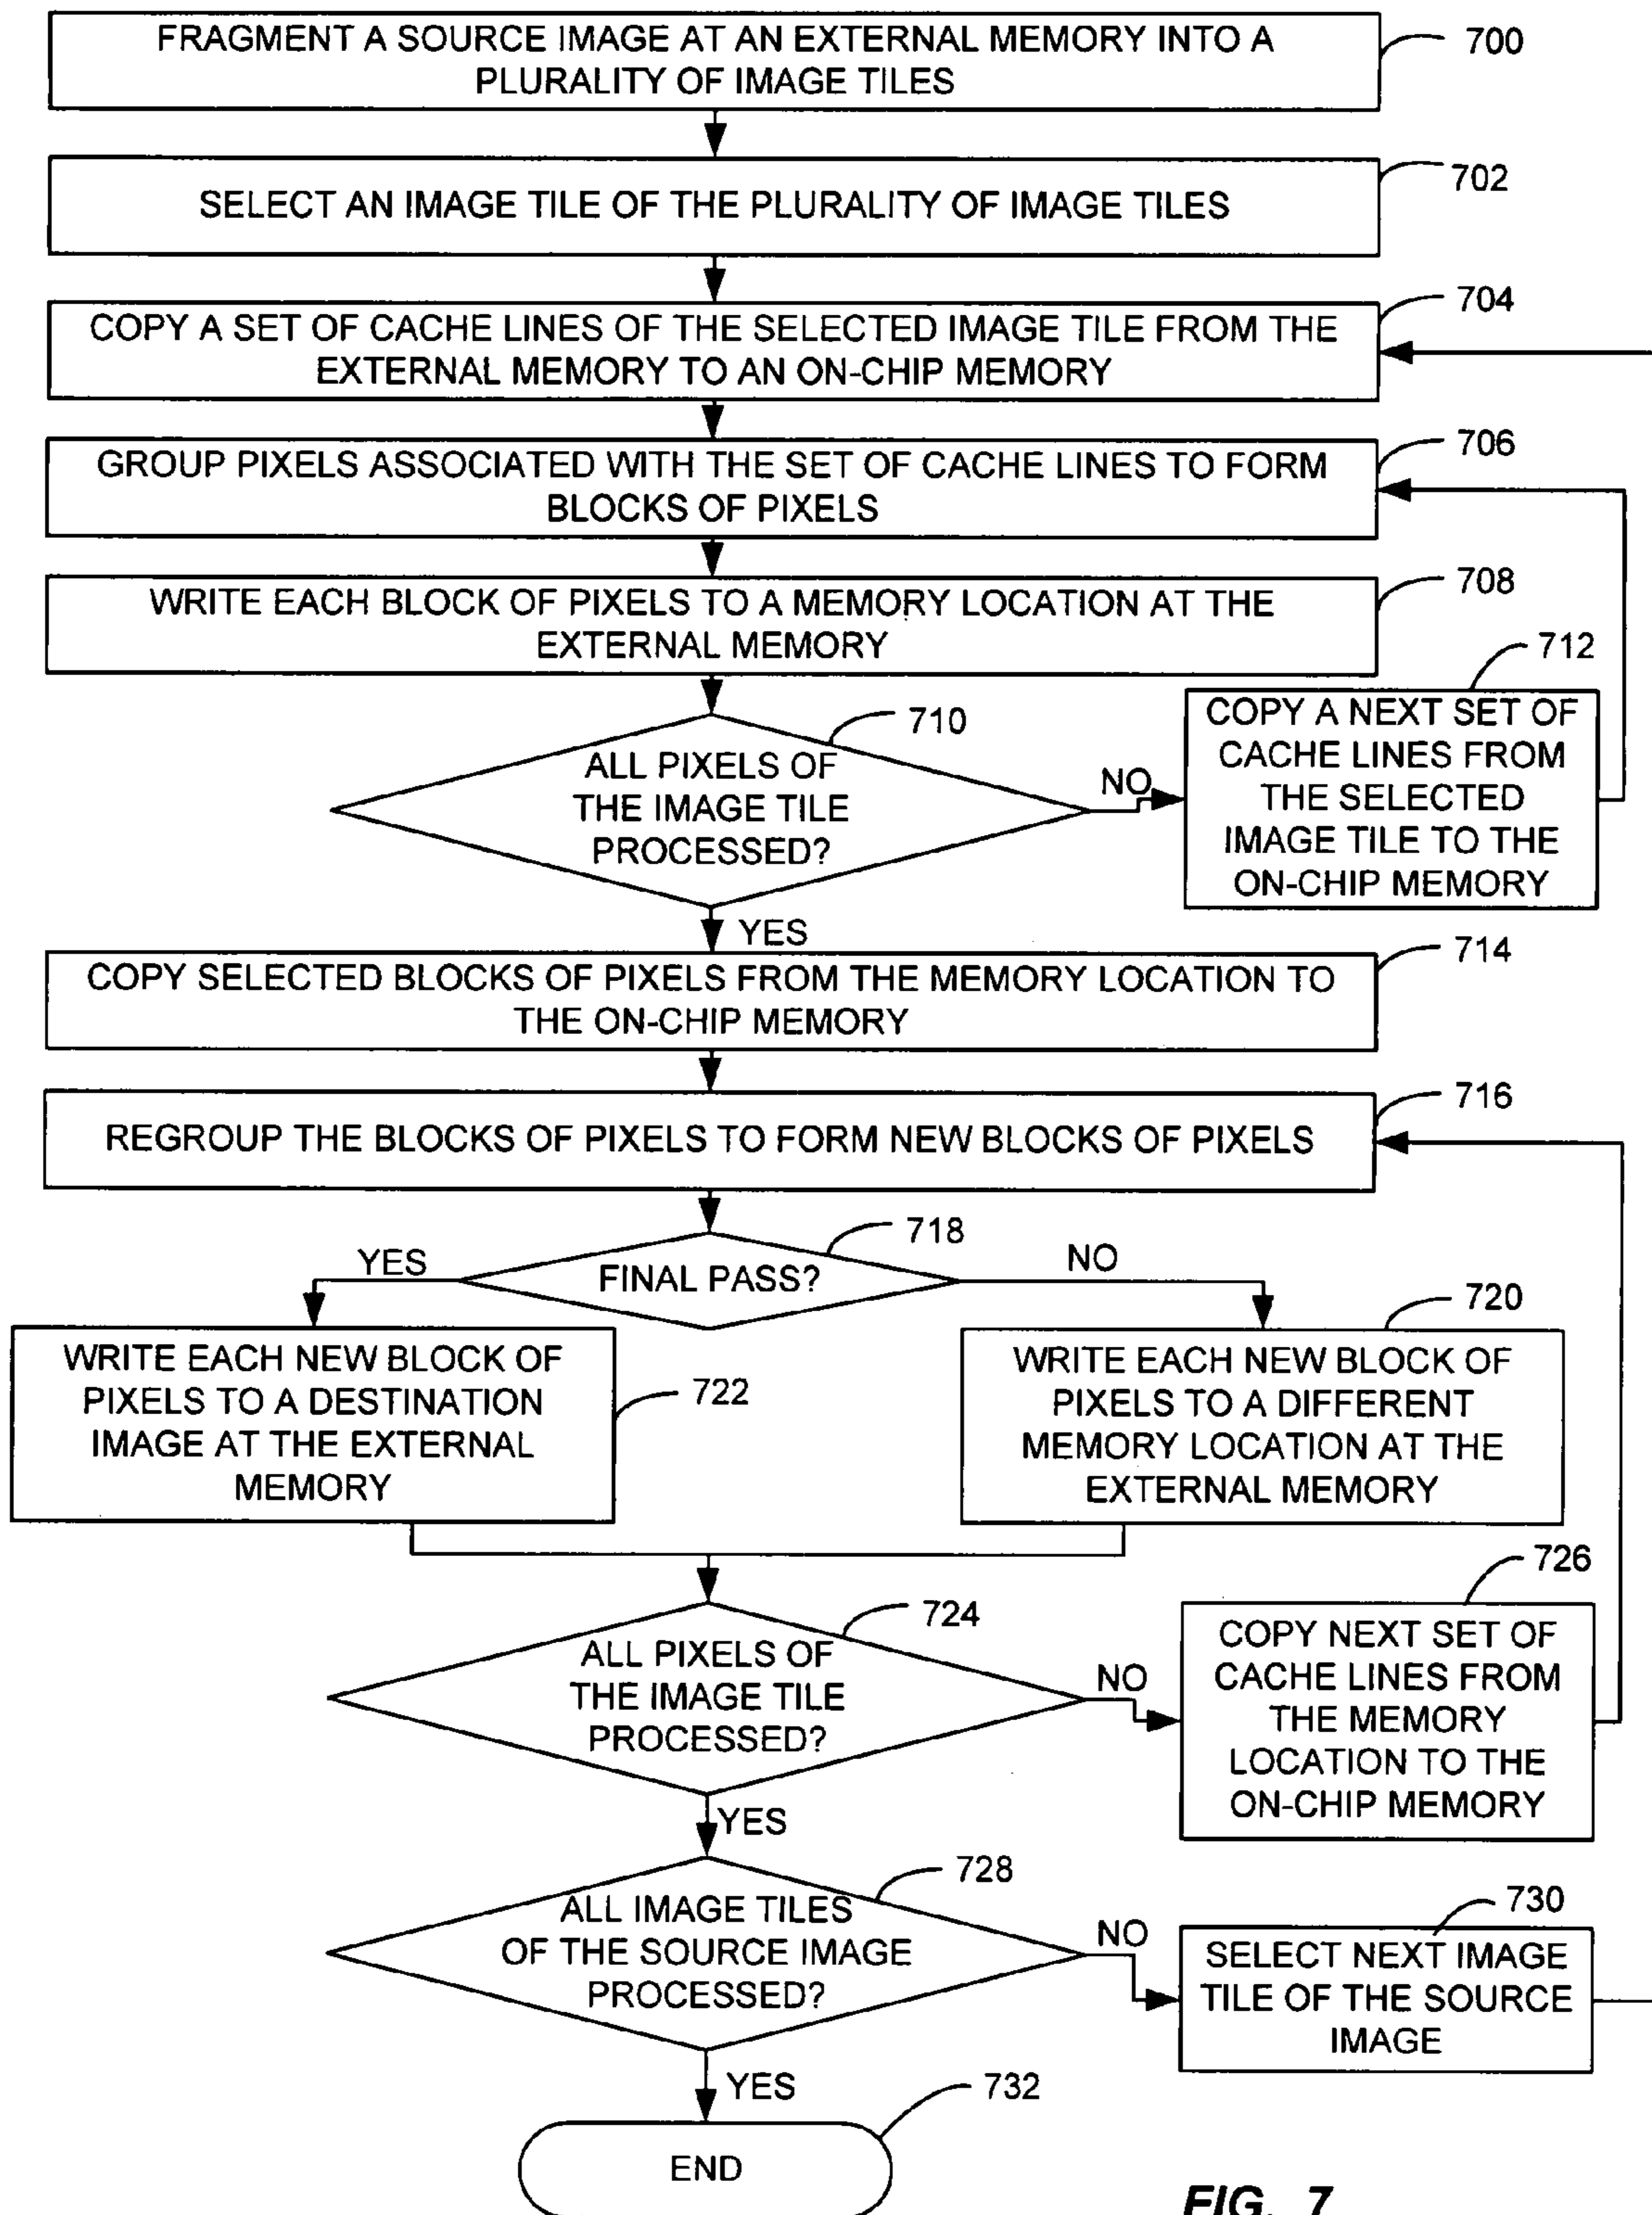 FRAGMENT A SOURCE IMAGE AT AN EXTERNAL MEMORY INTO A
PLURALITY OF IMAGE TILES
700
SELECT AN IMAGE TILE OF THE PLURALITY OF IMAGE TILES
702
COPY A SET OF CACHE LINES OF THE SELECTED IMAGE TILE FROM THE
EXTERNAL MEMORY TO AN ON-CHIP MEMORY
704
GROUP PIXELS ASSOCIATED WITH THE SET OF CACHE LINES TO FORM
BLOCKS OF PIXELS
706
WRITE EACH BLOCK OF PIXELS TO A MEMORY LOCATION AT THE
EXTERNAL MEMORY
708
ALL PIXELS OF
THE IMAGE TILE
PROCESSED?
710
NO
COPY A NEXT SET OF
CACHE LINES FROM
THE SELECTED
IMAGE TILE TO THE
ON-CHIP MEMORY
712
YES
COPY SELECTED BLOCKS OF PIXELS FROM THE MEMORY LOCATION TO
THE ON-CHIP MEMORY
714
REGROUP THE BLOCKS OF PIXELS TO FORM NEW BLOCKS OF PIXELS
716
FINAL PASS?
718
YES
NO
WRITE EACH NEW BLOCK OF
PIXELS TO A DESTINATION
IMAGE AT THE EXTERNAL
MEMORY
722
WRITE EACH NEW BLOCK OF
PIXELS TO A DIFFERENT
MEMORY LOCATION AT THE
EXTERNAL MEMORY
720
ALL PIXELS OF
THE IMAGE TILE
PROCESSED?
724
NO
COPY NEXT SET OF
CACHE LINES FROM
THE MEMORY
LOCATION TO THE
ON-CHIP MEMORY
726
YES
ALL IMAGE TILES
OF THE SOURCE IMAGE
PROCESSED?
728
NO
SELECT NEXT IMAGE
TILE OF THE SOURCE
IMAGE
730
YES
END
732
FIG. 7